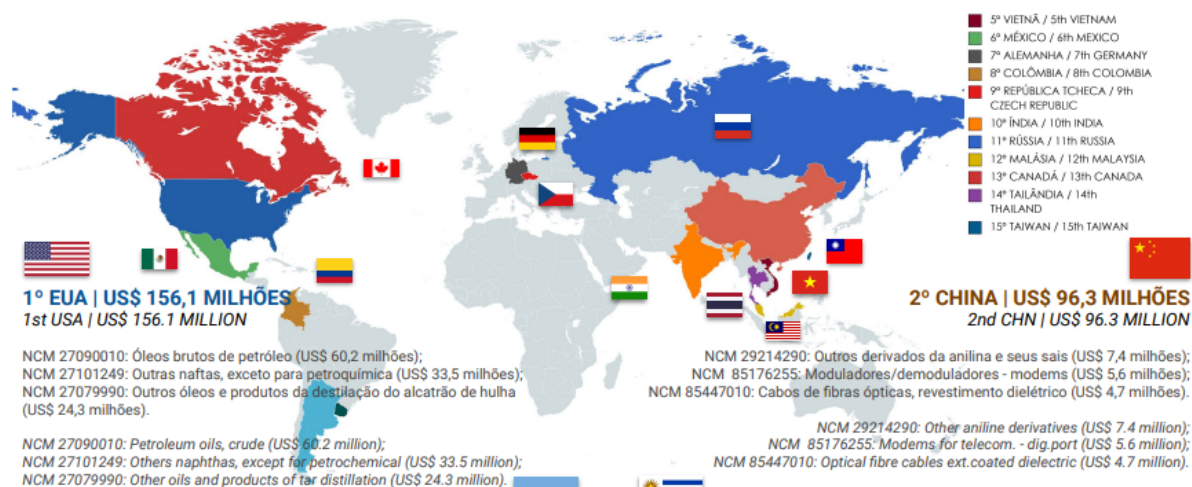 5º VIETNÃ / 5th VIETNAM
6º MÉXICO / 6th MEXICO
7º ALEMANHA / 7th GERMANY
8º COLÔMBIA / 8th COLOMBIA
9º REPÚBLICA TCHECA / 9th
CZECH REPUBLIC
10º ÍNDIA / 10th INDIA
11º RÚSSIA / 11th RUSSIA
12º MALÁSIA / 12th MALAYSIA
13º CANADÁ / 13th CANADA
14º TAILÂNDIA / 14th
THAILAND
15º TAIWAN / 15th TAIWAN
1º EUA | US$ 156,1 MILHÕES
1st USA | US$ 156.1 MILLION
NCM 27090010: Óleos brutos de petróleo (US$ 60,2 milhões);
NCM 27101249: Outras naftas, exceto para petroquímica (US$ 33,5 milhões);
NCM 27079990: Outros óleos e produtos da destilação do alcatrão de hulha
(US$ 24,3 milhões).
NCM 27090010: Petroleum oils, crude (US$ 60.2 million);
NCM 27101249: Others naphthas, except for petrochemical (US$ 33.5 million);
NCM 27079990: Other oils and products of tar distillation (US$ 24.3 million).
2º CHINA | US$ 96,3 MILHÕES
2nd CHN | US$ 96.3 MILLION
NCM 29214290: Outros derivados da anilina e seus sais (US$ 7,4 milhões);
NCM 85176255: Moduladores/demoduladores - modems (US$ 5,6 milhões);
NCM 85447010: Cabos de fibras ópticas, revestimento dielétrico (US$ 4,7 milhões).
NCM 29214290: Other aniline derivatives (US$ 7.4 million);
NCM 85176255: Modems for telecom. - dig.port (US$ 5.6 million);
NCM 85447010: Optical fibre cables ext.coated dielectric (US$ 4.7 million).